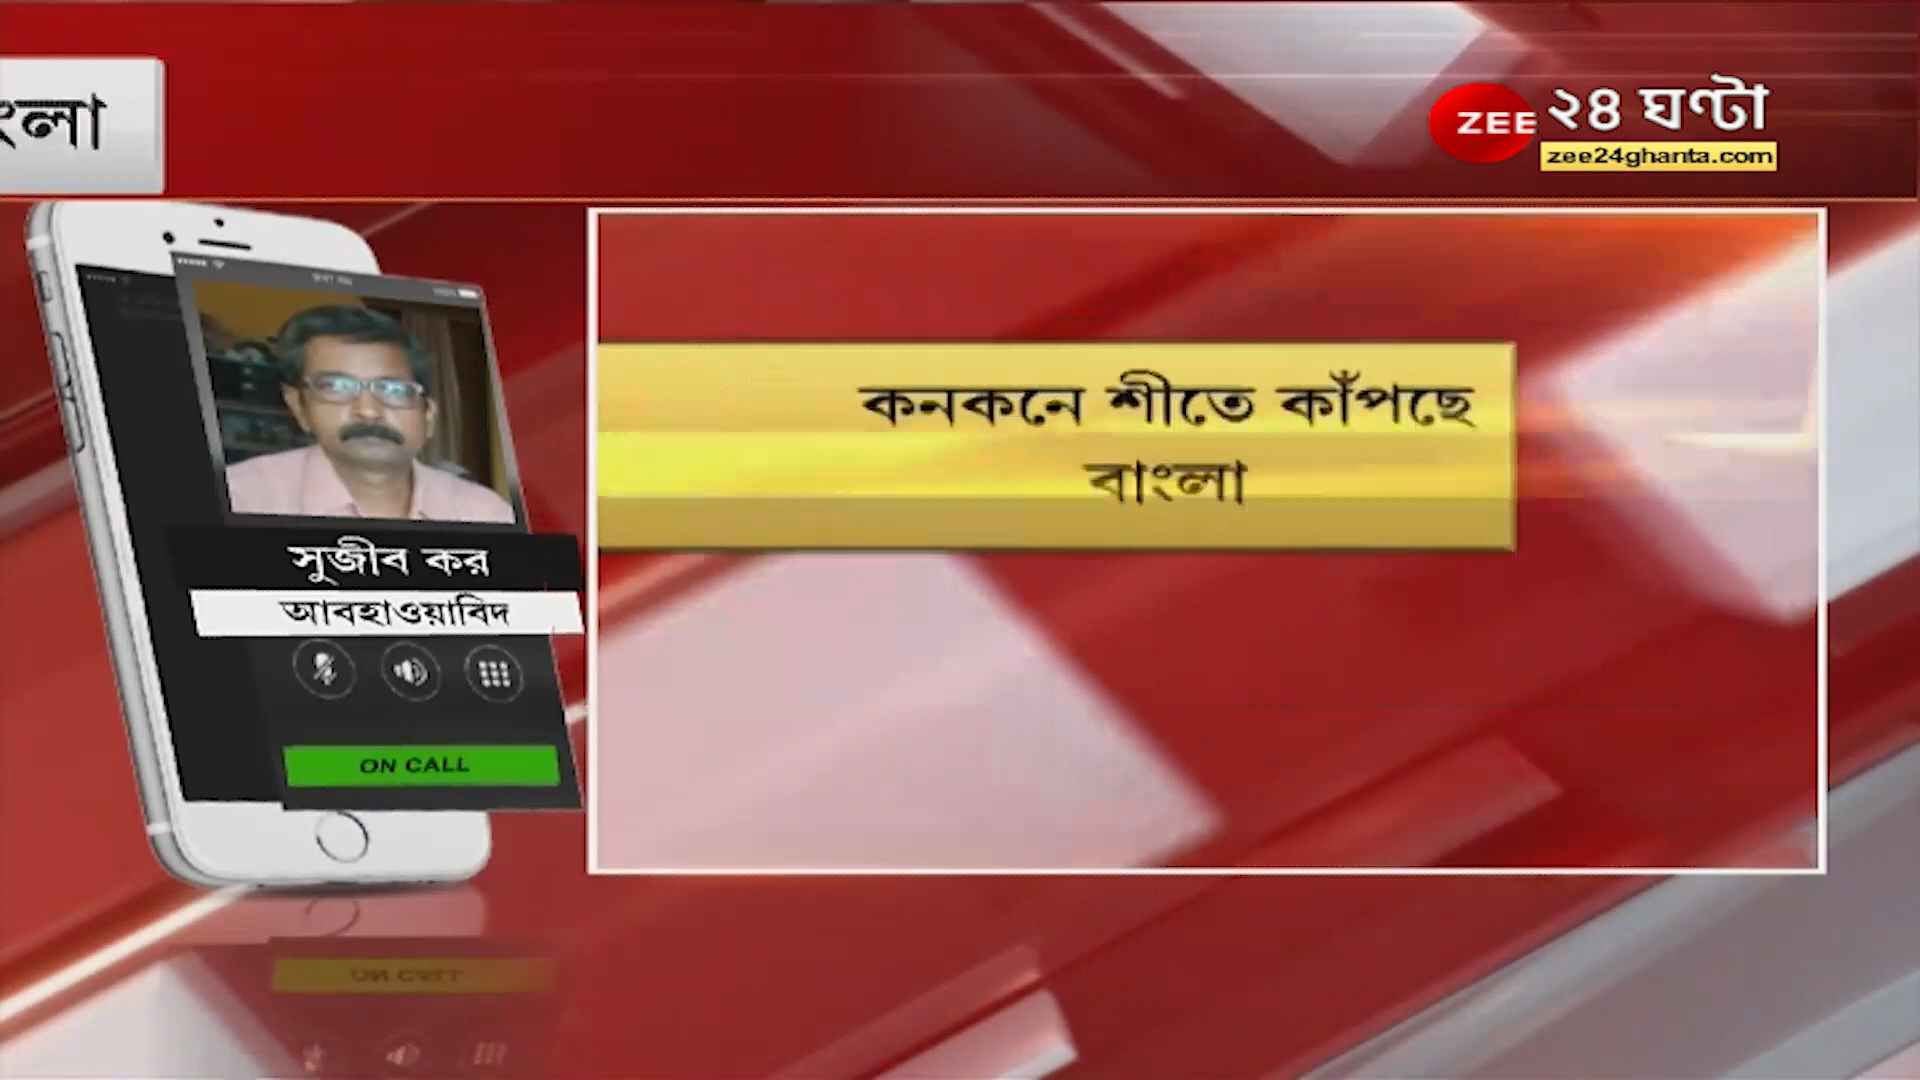 ংলা
ZEE ২৪ ঘণ্টা
zee24ghanta.com
কনকনে শীতে কাঁপছে
বাংলা
সুজীব কর
আবহাওয়াবিদ
ON CALL